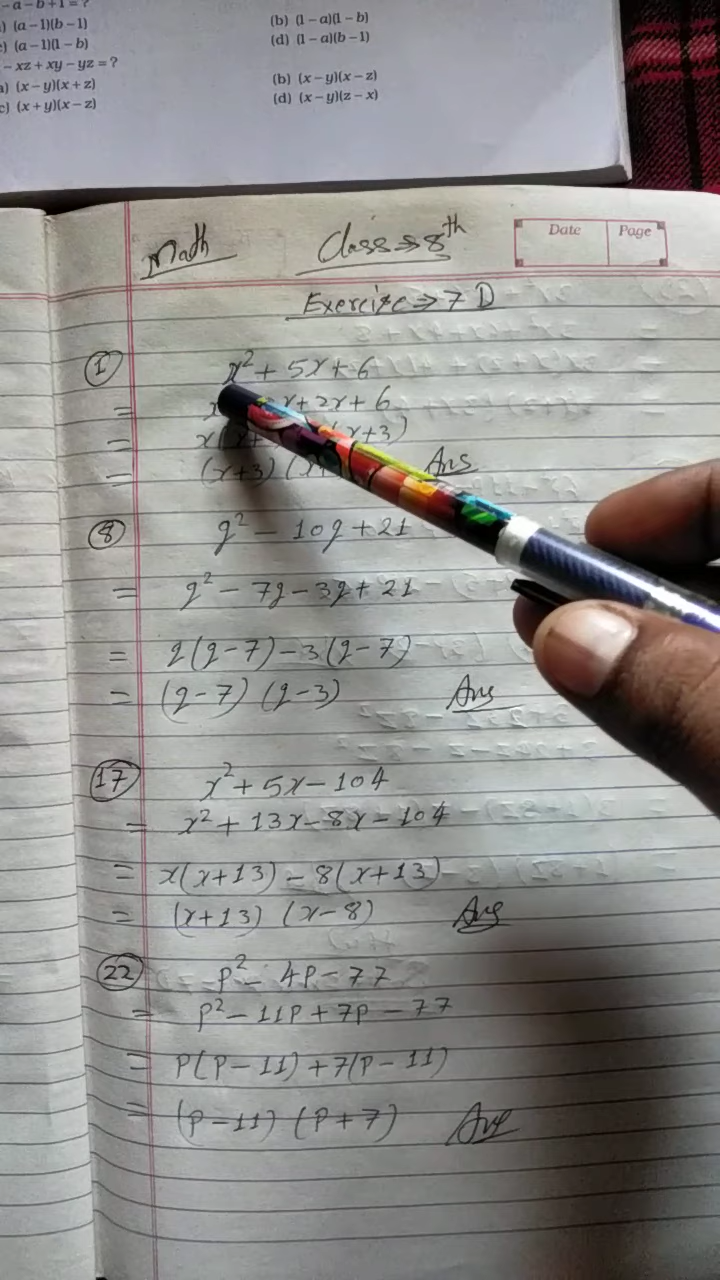 -a-b+1=?
) (a-1)(b-1) (b) (1-a)(1-b)
) (a-1)(1-b) (d) (1-a)(b-1)
-xz+xy-yz=?
a) (x-y)(x+z) (b) (x-y)(x-z)
c) (x+y)(x-z) (d) (x-y)(z-x)
Math Class⇒8th Date Page
Exercise⇒7D
① x²+5x+6
= x+2x+6
= x(x+ (x+3)
= (x+3) (x+ Ans
⑧ q²-10q+21
= q²-7q-3q+21
= q(q-7)-3(q-7)
= (q-7) (q-3) Ans
⑰ x²+5x-104
= x²+13x-8x-104
= x(x+13)-8(x+13)
= (x+13) (x-8) Ans
㉒ p²-4p-77
= p²-11p+7p-77
= p(p-11)+7(p-11)
= (p-11) (p+7) Ans